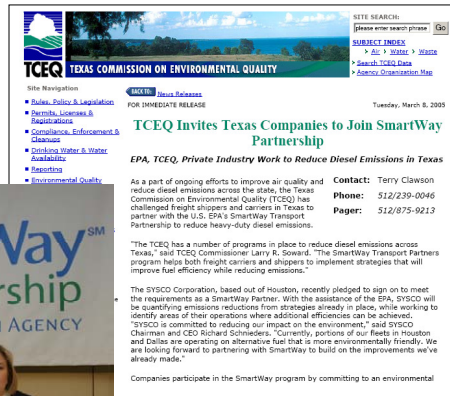 SITE SEARCH:
please enter search phrase Go
SUBJECT INDEX
> Air > Water > Waste
> Search TCEQ Data
> Agency Organization Map
TCEQ TEXAS COMMISSION ON ENVIRONMENTAL QUALITY
Site Navigation
Rules, Policy & Legislation
Permits, Licenses & Registrations
Compliance, Enforcement & Cleanups
Drinking Water & Water Availability
Reporting
Environmental Quality
BACK TO: News Releases
FOR IMMEDIATE RELEASE Tuesday, March 8, 2005
TCEQ Invites Texas Companies to Join SmartWay
Partnership
EPA, TCEQ, Private Industry Work to Reduce Diesel Emissions in Texas
As a part of ongoing efforts to improve air quality and
reduce diesel emissions across the state, the Texas
Commission on Environmental Quality (TCEQ) has
challenged freight shippers and carriers in Texas to
partner with the U.S. EPA's SmartWay Transport
Partnership to reduce heavy-duty diesel emissions.
Contact: Terry Clawson
Phone: 512/239-0046
Pager: 512/875-9213
"The TCEQ has a number of programs in place to reduce diesel emissions across
Texas," said TCEQ Commissioner Larry R. Soward. "The SmartWay Transport Partners
program helps both freight carriers and shippers to implement strategies that will
improve fuel efficiency while reducing emissions."
The SYSCO Corporation, based out of Houston, recently pledged to sign on to meet
the requirements as a SmartWay Partner. With the assistance of the EPA, SYSCO will
be quantifying emissions reductions from strategies already in place, while working to
identify areas of their operations where additional efficiencies can be achieved.
"SYSCO is committed to reducing our impact on the environment," said SYSCO
Chairman and CEO Richard Schnieders. "Currently, portions of our fleets in Houston
and Dallas are operating on alternative fuel that is more environmentally friendly. We
are looking forward to partnering with SmartWay to build on the improvements we've
already made."
Companies participate in the SmartWay program by committing to an environmental
Way SM
rship
AGENCY